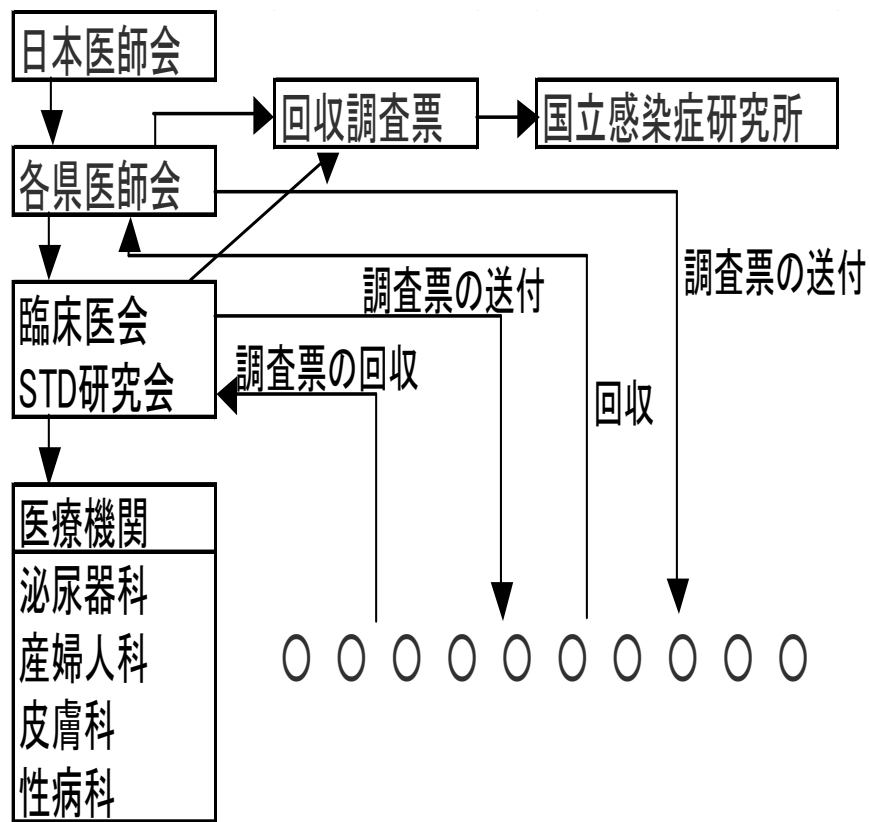 日本医師会
回収調査票
国立感染症研究所
各県医師会
調査票の送付
調査票の送付
臨床医会
STD研究会
調査票の回収
回収
医療機関
泌尿器科
産婦人科
皮膚科
性病科
○ ○ ○ ○ ○ ○ ○ ○ ○ ○